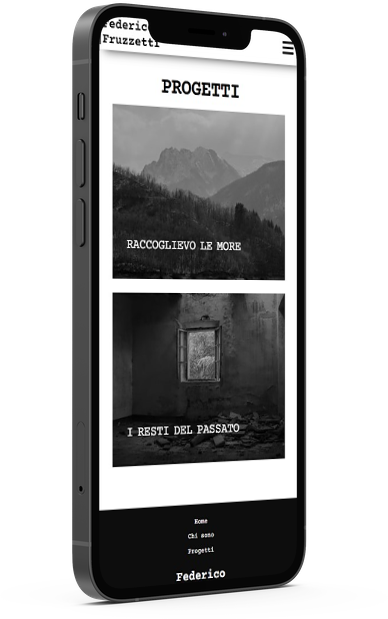 Federico
Fruzzetti
PROGETTI
RACCOGLIEVO LE MORE
I RESTI DEL PASSATO
Home
Chi sono
Progetti
Federico